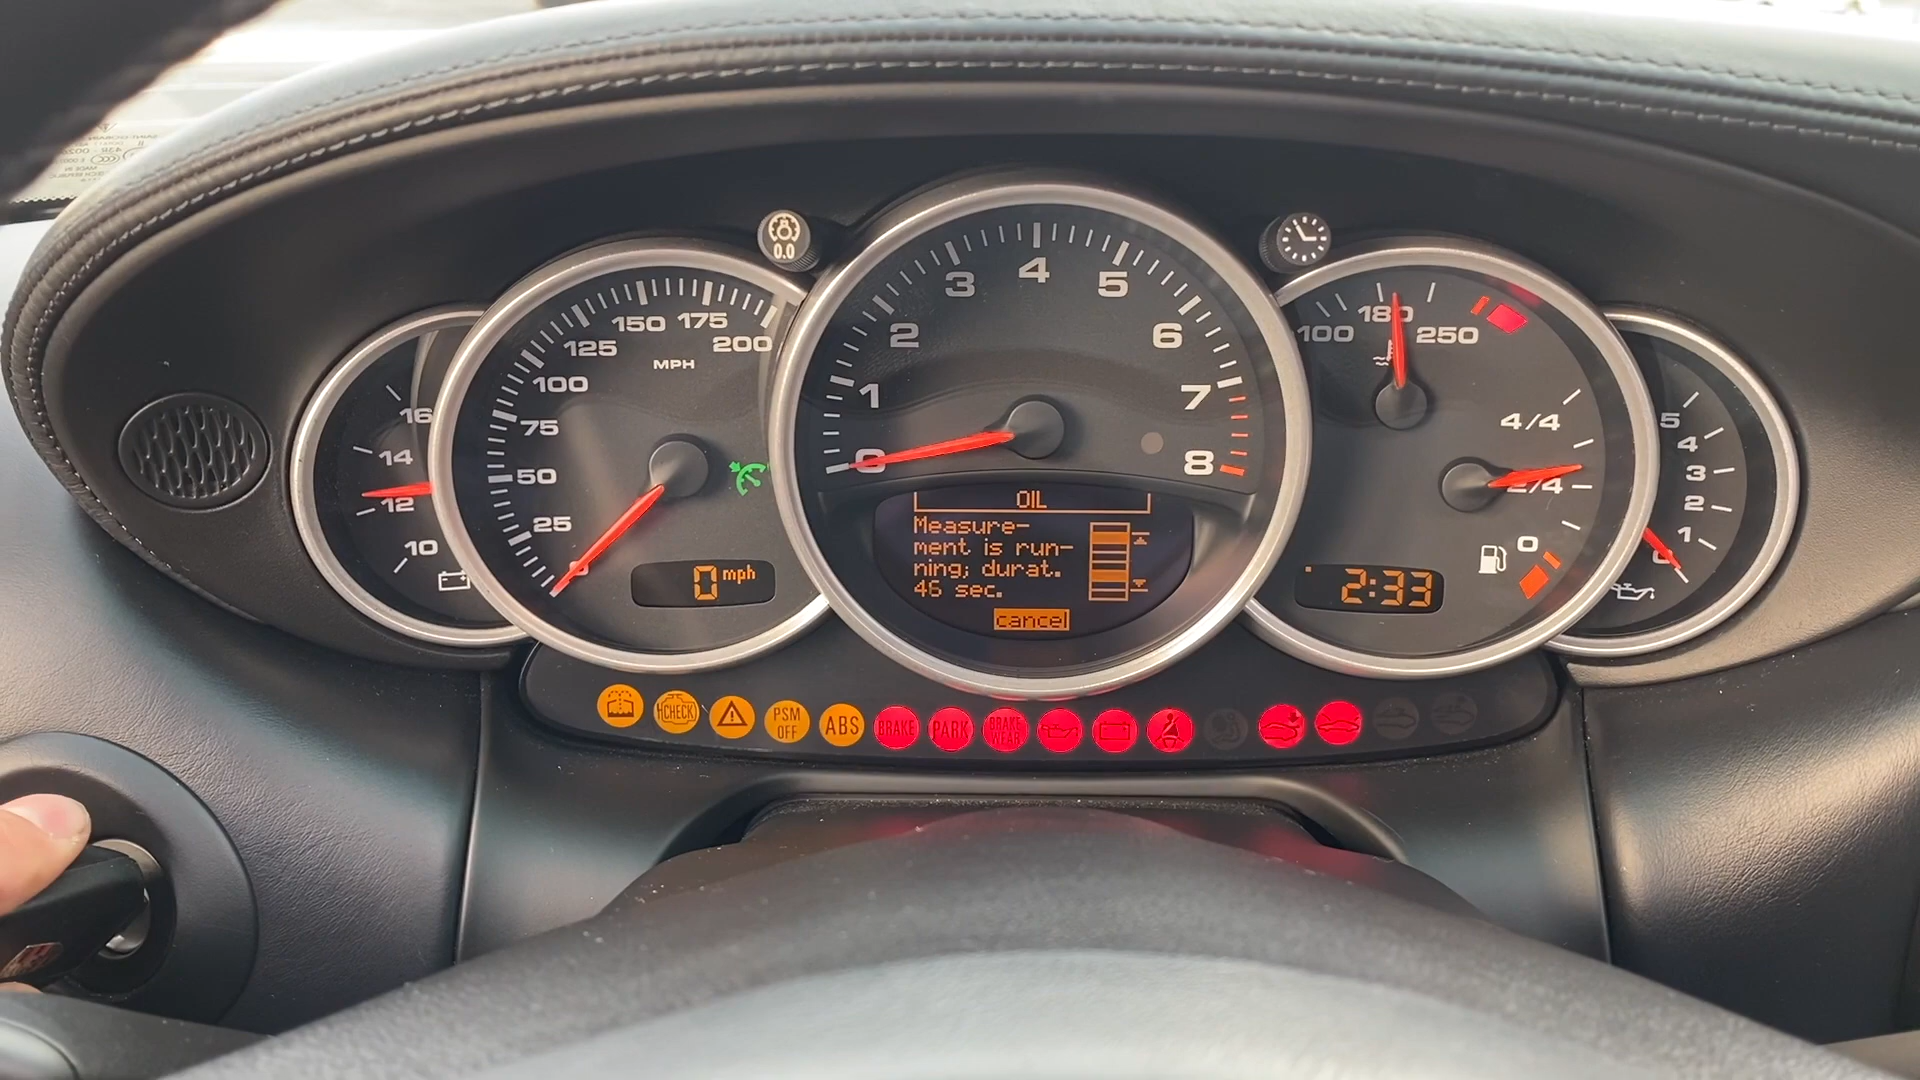 0.0
16
14
12
10
25
50
75
100
125
150
175
200
MPH
0 mph
0
1
2
3
4
5
6
7
8
OIL
Measure-
ment is run-
ning; durat.
46 sec.
cancel
100
180
250
4/4
2/4
0
2:33
5
4
3
2
1
0
CHECK
PSM
OFF
ABS
BRAKE
PARK
BRAKE
WEAR